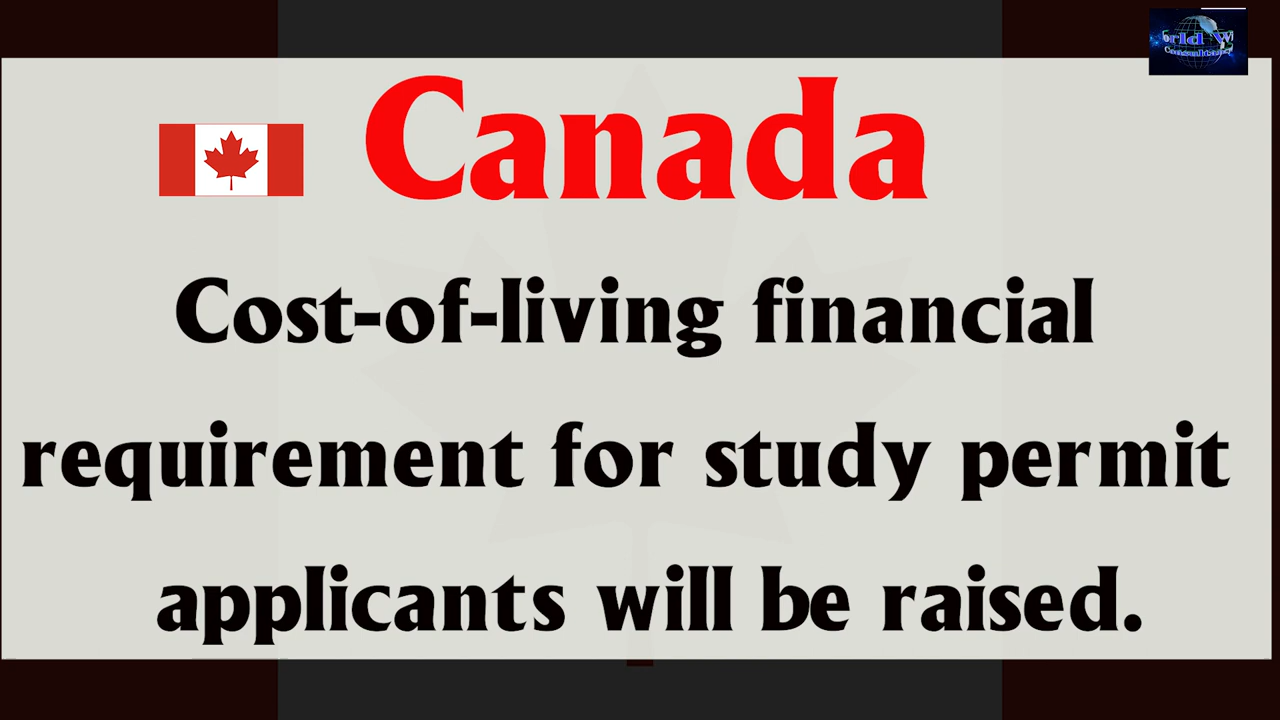 Canada
Cost-of-living financial
requirement for study permit
applicants will be raised.